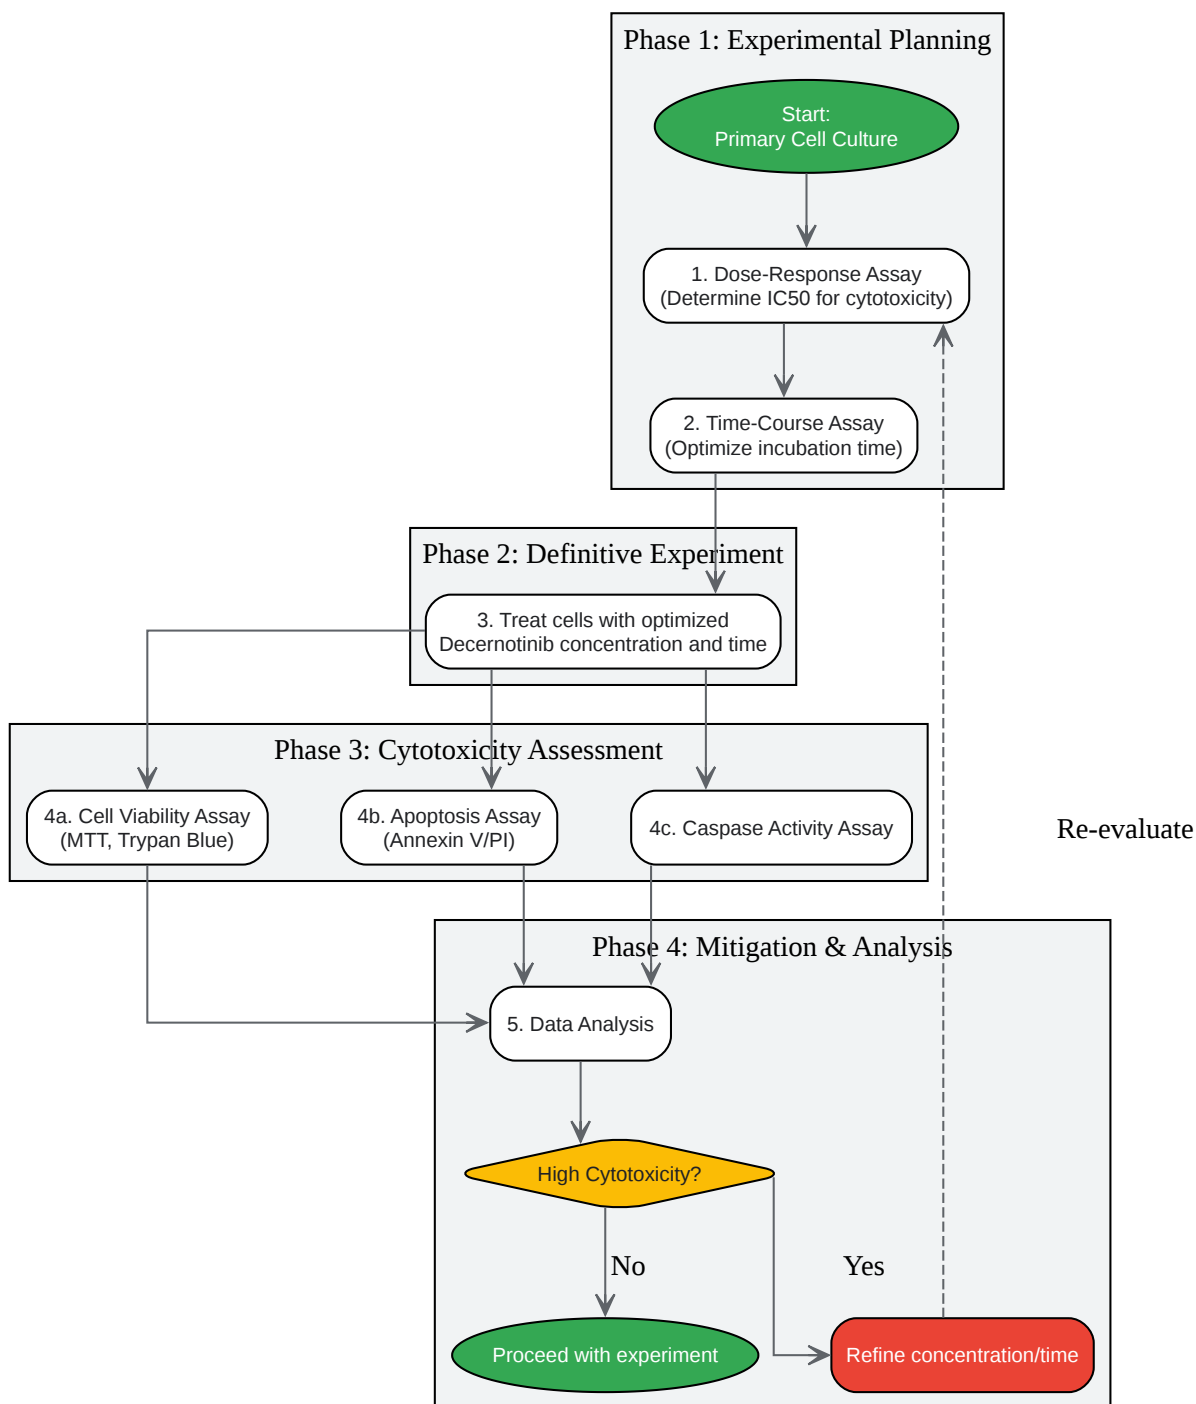 Phase 1: Experimental Planning
Start:
Primary Cell Culture
1. Dose-Response Assay
(Determine IC50 for cytotoxicity)
2. Time-Course Assay
(Optimize incubation time)
Phase 2: Definitive Experiment
3. Treat cells with optimized
Decernotinib concentration and time
Phase 3: Cytotoxicity Assessment
4a. Cell Viability Assay
(MTT, Trypan Blue)
4b. Apoptosis Assay
(Annexin V/PI)
4c. Caspase Activity Assay
Re-evaluate
Phase 4: Mitigation & Analysis
5. Data Analysis
High Cytotoxicity?
No
Yes
Proceed with experiment
Refine concentration/time